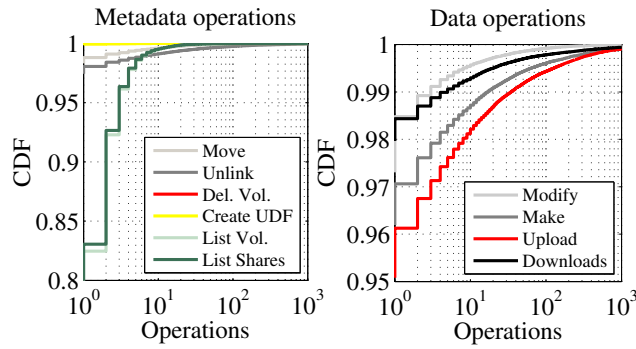 Metadata operations
1
0.95
0.9
0.85
0.8
CDF
Move
Unlink
Del. Vol.
Create UDF
List Vol.
List Shares
10^0 10^1 10^2 10^3
Operations
Data operations
1
0.99
0.98
0.97
0.96
0.95
CDF
Modify
Make
Upload
Downloads
10^0 10^1 10^2 10^3
Operations